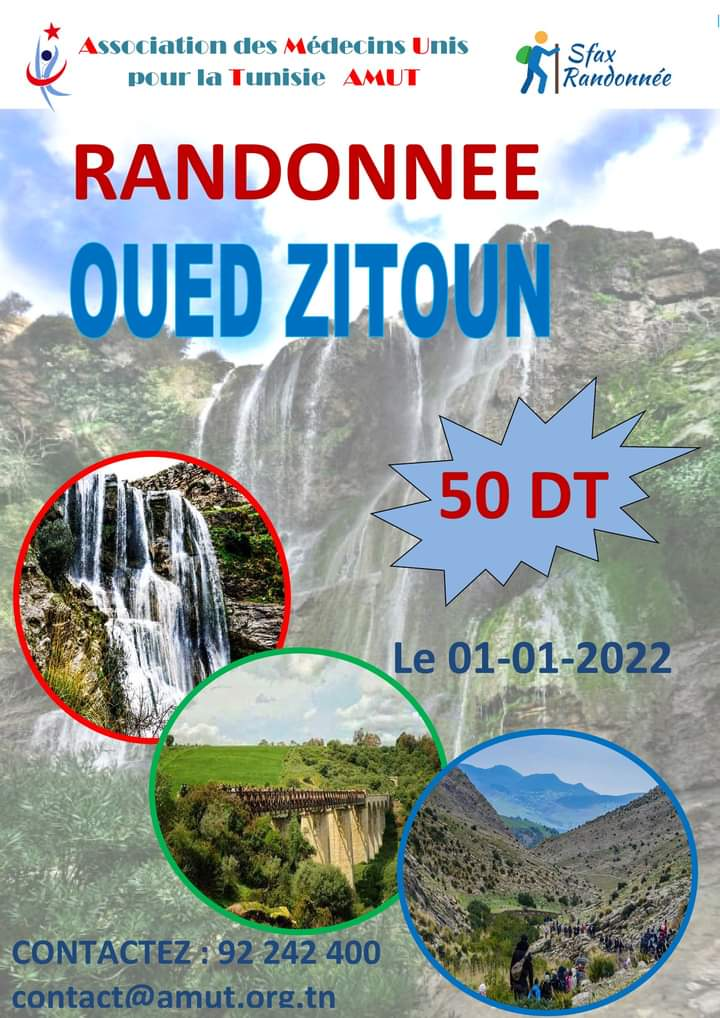 Association des Médecins Unis
pour la Tunisie AMUT
Sfax
Randonnée
RANDONNEE
OUED ZITOUN
50 DT
Le 01-01-2022
CONTACTEZ : 92 242 400
contact@amut.org.tn